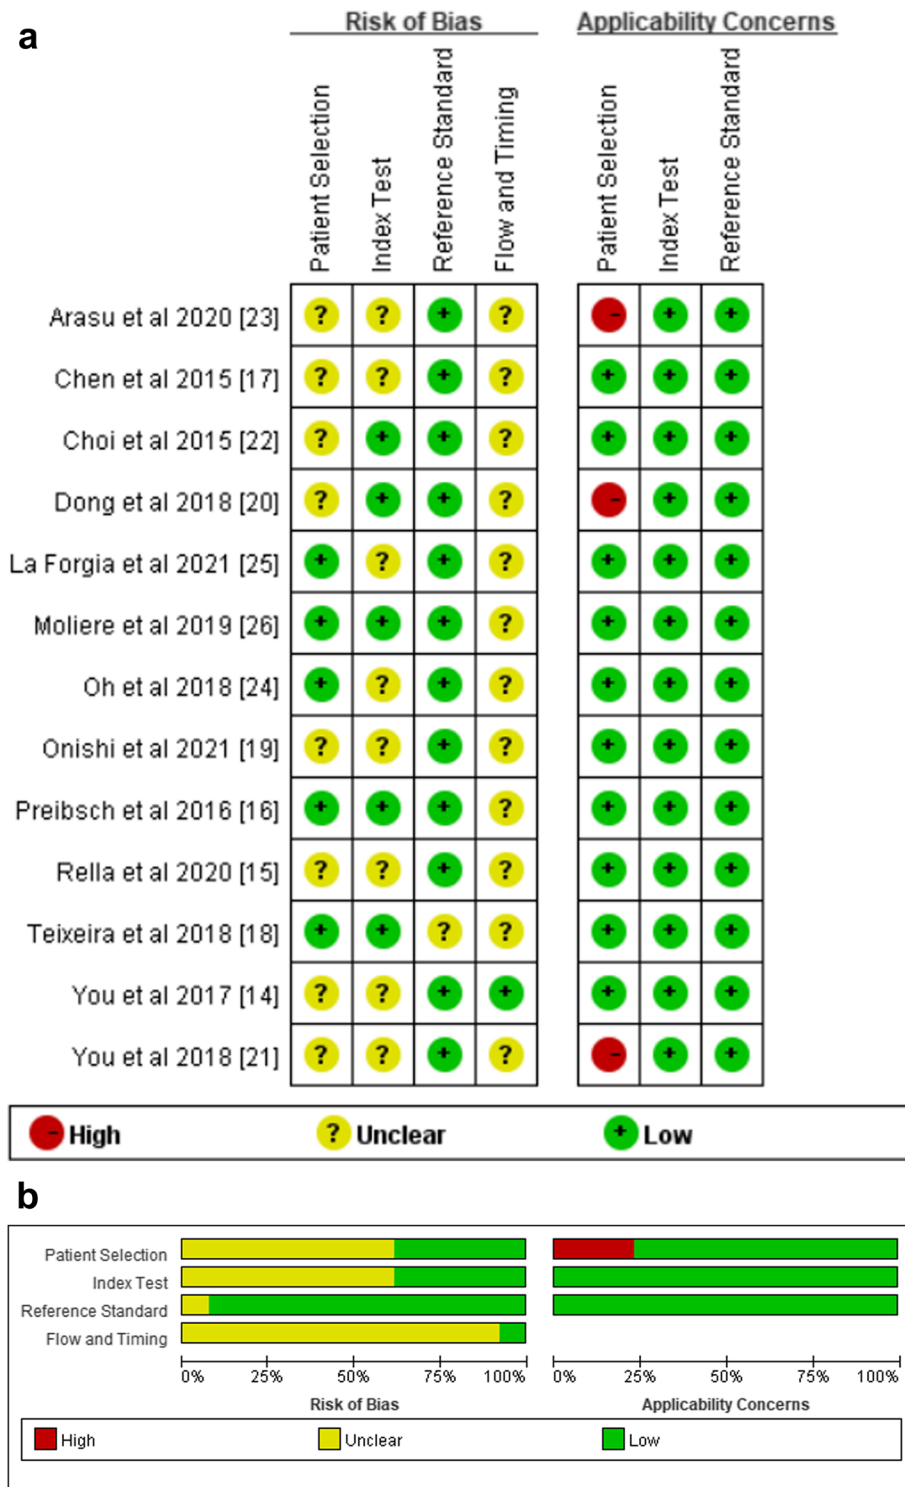 a
Risk of Bias Applicability Concerns
Patient Selection Index Test Reference Standard Flow and Timing Patient Selection Index Test Reference Standard
Arasu et al 2020 [23] ? ? + ? - + +
Chen et al 2015 [17] ? ? + ? + + +
Choi et al 2015 [22] ? + + ? + + +
Dong et al 2018 [20] ? + + ? - + +
La Forgia et al 2021 [25] + ? + ? + + +
Moliere et al 2019 [26] + + + ? + + +
Oh et al 2018 [24] + ? + ? + + +
Onishi et al 2021 [19] ? ? + ? + + +
Preibsch et al 2016 [16] + + + ? + + +
Rella et al 2020 [15] ? ? + ? + + +
Teixeira et al 2018 [18] + + ? ? + + +
You et al 2017 [14] ? ? + + + + +
You et al 2018 [21] ? ? + ? - + +
- High ? Unclear + Low
b
Patient Selection
Index Test
Reference Standard
Flow and Timing
0% 25% 50% 75% 100% 0% 25% 50% 75% 100%
Risk of Bias Applicability Concerns
High Unclear Low